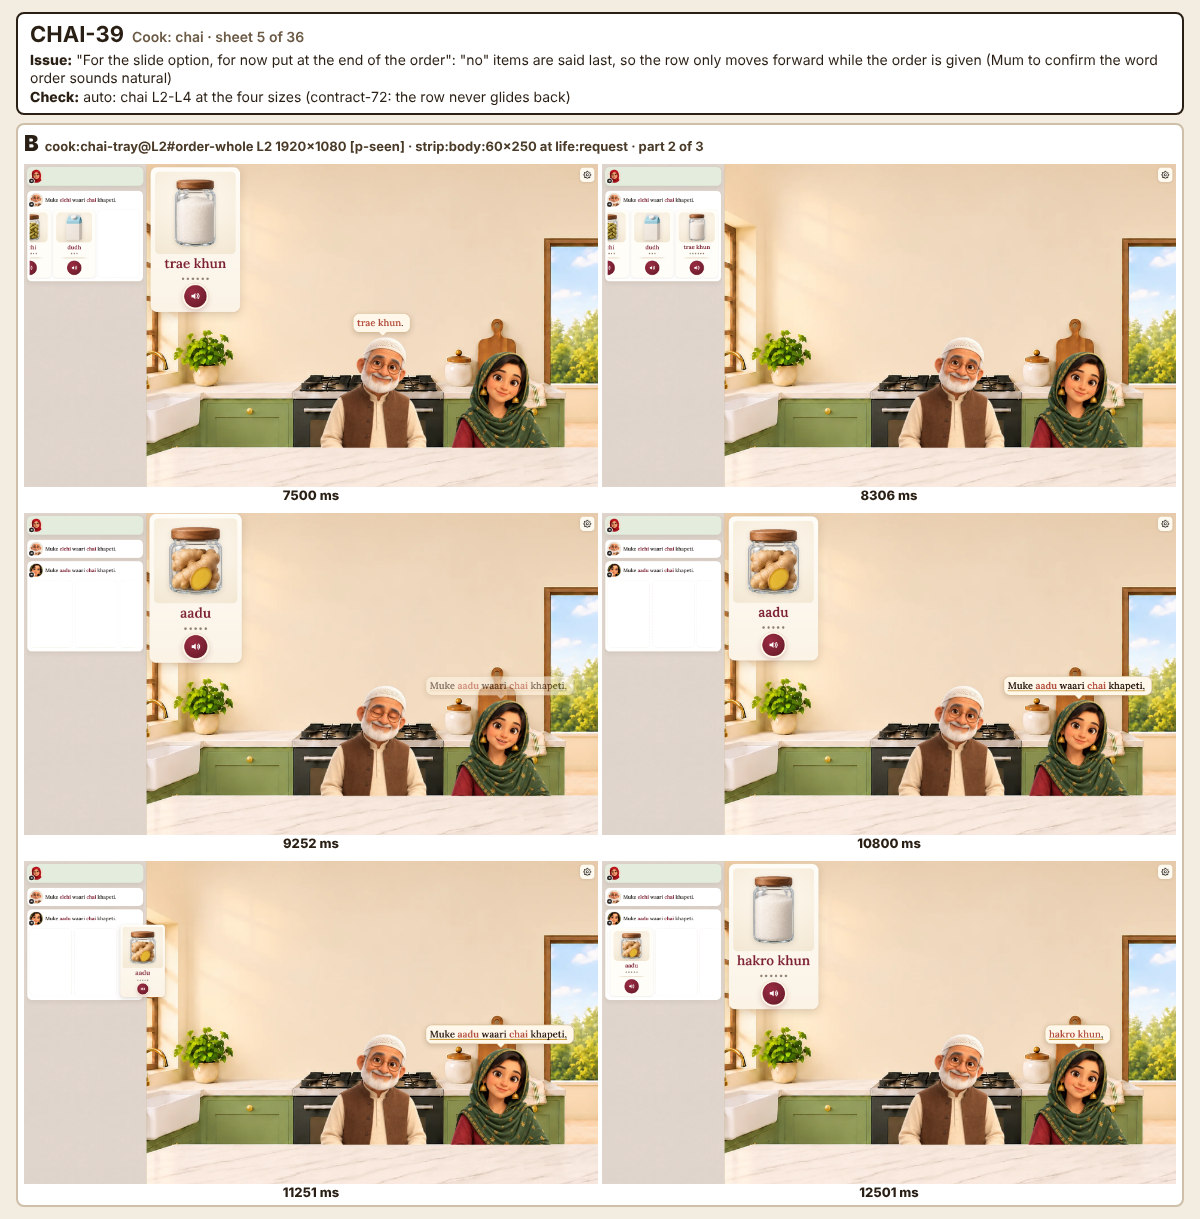 CHAI-39 Cook: chai · sheet 5 of 36
Issue: "For the slide option, for now put at the end of the order": "no" items are said last, so the row only moves forward while the order is given (Mum to confirm the word
order sounds natural)
Check: auto: chai L2-L4 at the four sizes (contract-72: the row never glides back)
B cook:chai-tray@L2#order-whole L2 1920×1080 [p-seen] · strip:body:60×250 at life:request · part 2 of 3
Muke elchi waari chai khapeti.
dudh
trae khun
trae khun.
7500 ms
Muke elchi waari chai khapeti.
dudh
trae khun
8306 ms
Muke elchi waari chai khapeti.
Muke aadu waari chai khapeti.
aadu
Muke aadu waari chai khapeti,
9252 ms
Muke elchi waari chai khapeti.
Muke aadu waari chai khapeti.
aadu
Muke aadu waari chai khapeti,
10800 ms
Muke elchi waari chai khapeti.
Muke aadu waari chai khapeti.
aadu
Muke aadu waari chai khapeti,
11251 ms
Muke elchi waari chai khapeti.
Muke aadu waari chai khapeti.
aadu
hakro khun
hakro khun,
12501 ms